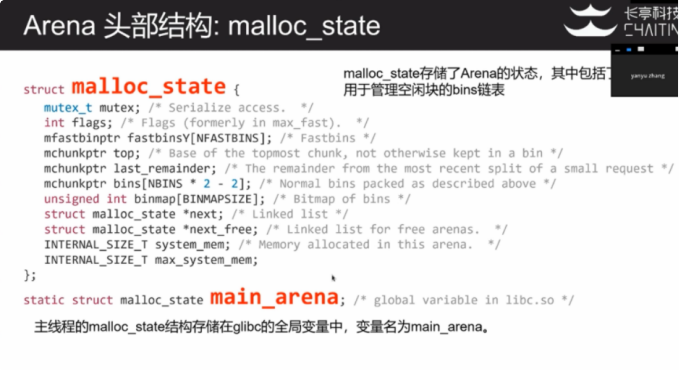 Arena 头部结构: malloc_state
长亭科技
CHAITIN
yanyu zhang
malloc_state存储了Arena的状态，其中包括了
用于管理空闲块的bins链表
struct malloc_state {
mutex_t mutex; /* Serialize access. */
int flags; /* Flags (formerly in max_fast). */
mfastbinptr fastbinsY[NFASTBINS]; /* Fastbins */
mchunkptr top; /* Base of the topmost chunk, not otherwise kept in a bin */
mchunkptr last_remainder; /* The remainder from the most recent split of a small request */
mchunkptr bins[NBINS * 2 - 2]; /* Normal bins packed as described above */
unsigned int binmap[BINMAPSIZE]; /* Bitmap of bins */
struct malloc_state *next; /* Linked list */
struct malloc_state *next_free; /* Linked list for free arenas. */
INTERNAL_SIZE_T system_mem; /* Memory allocated in this arena. */
INTERNAL_SIZE_T max_system_mem;
};
static struct malloc_state main_arena; /* global variable in libc.so */
主线程的malloc_state结构存储在glibc的全局变量中，变量名为main_arena。